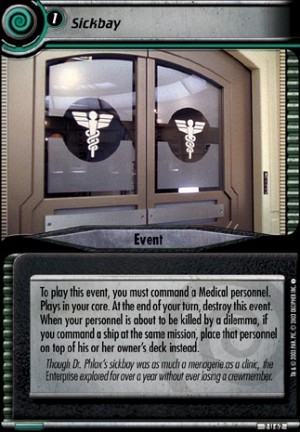 1 Sickbay
Event
To play this event, you must command a Medical personnel.
Plays in your core. At the end of your turn, destroy this event.
When your personnel is about to be killed by a dilemma, if
you command a ship at the same mission, place that personnel
on top of his or her owner's deck instead.
Though Dr. Phlox's sickbay was as much a menagerie as a clinic, the
Enterprise explored for over a year without ever losing a crewmember.